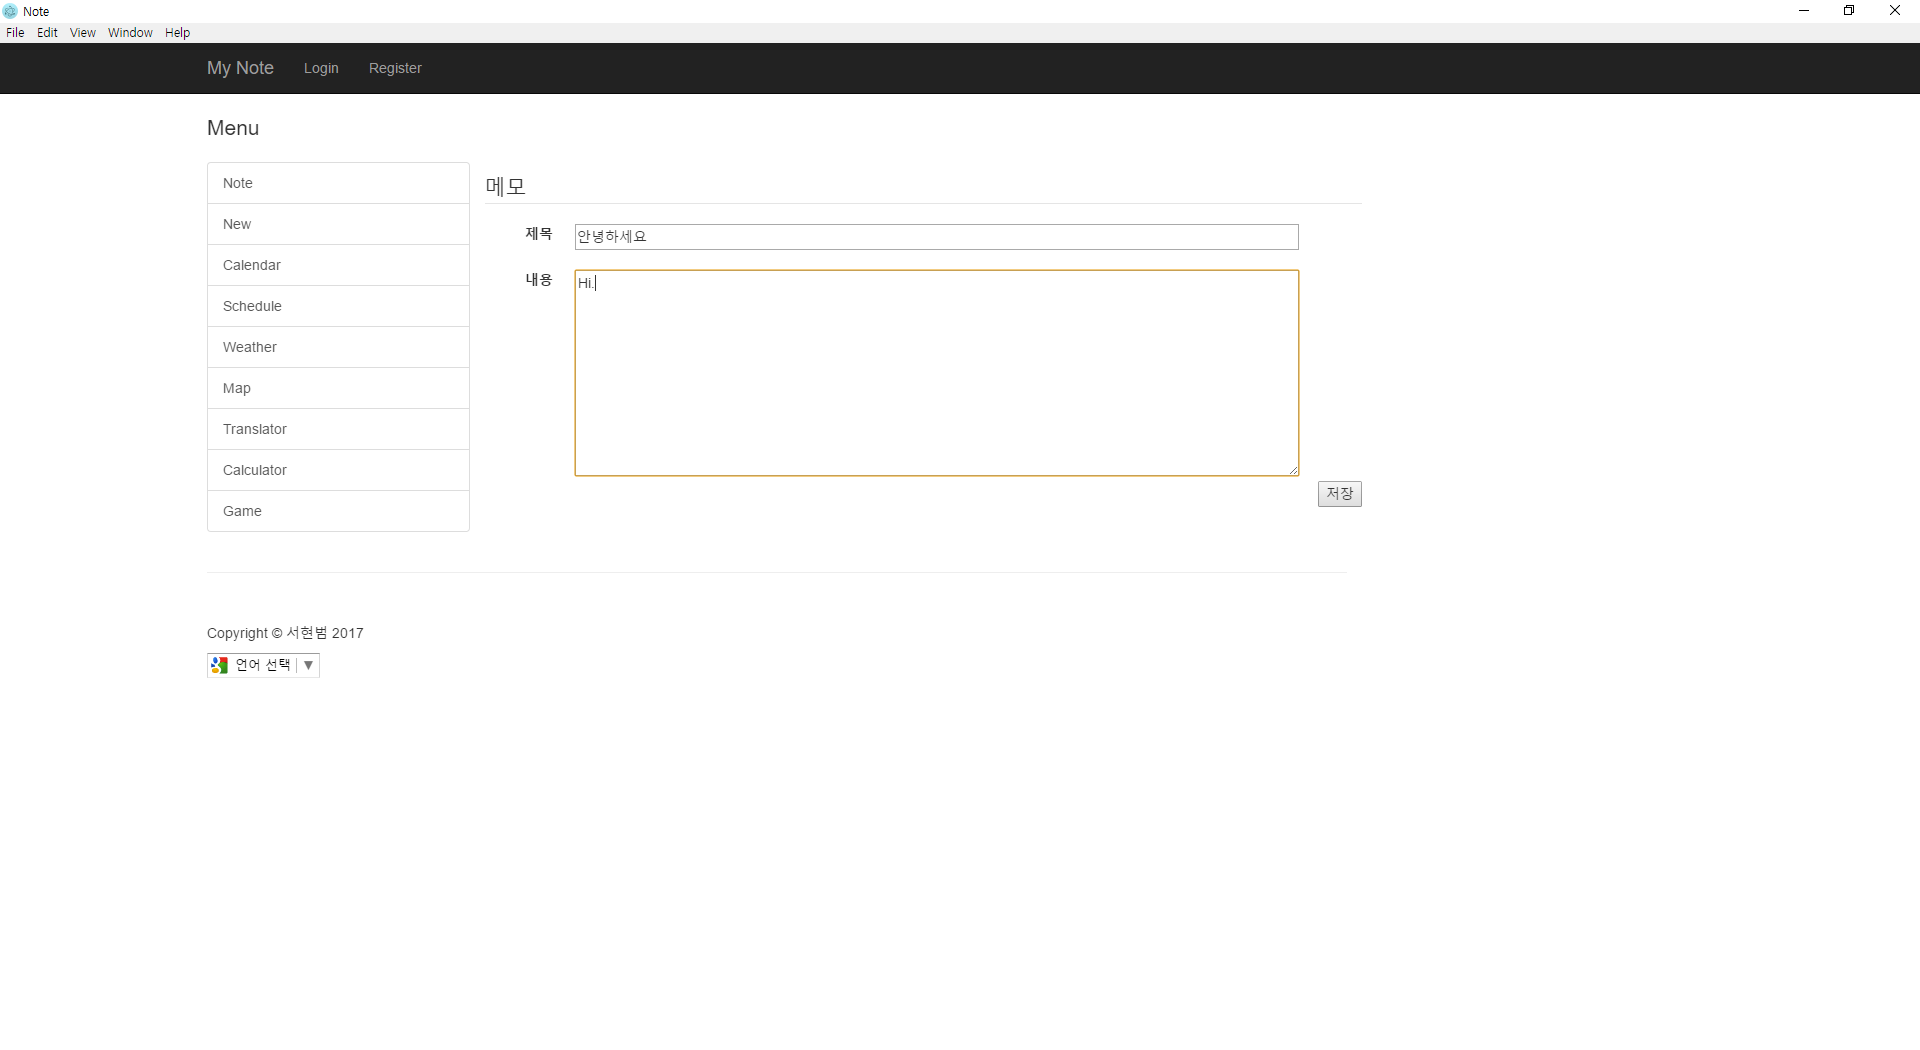 Note
File Edit View Window Help
My Note Login Register
Menu
Note
New
Calendar
Schedule
Weather
Map
Translator
Calculator
Game
메모
제목 안녕하세요
내용 Hi.
저장
Copyright © 서현범 2017
언어 선택 ▼